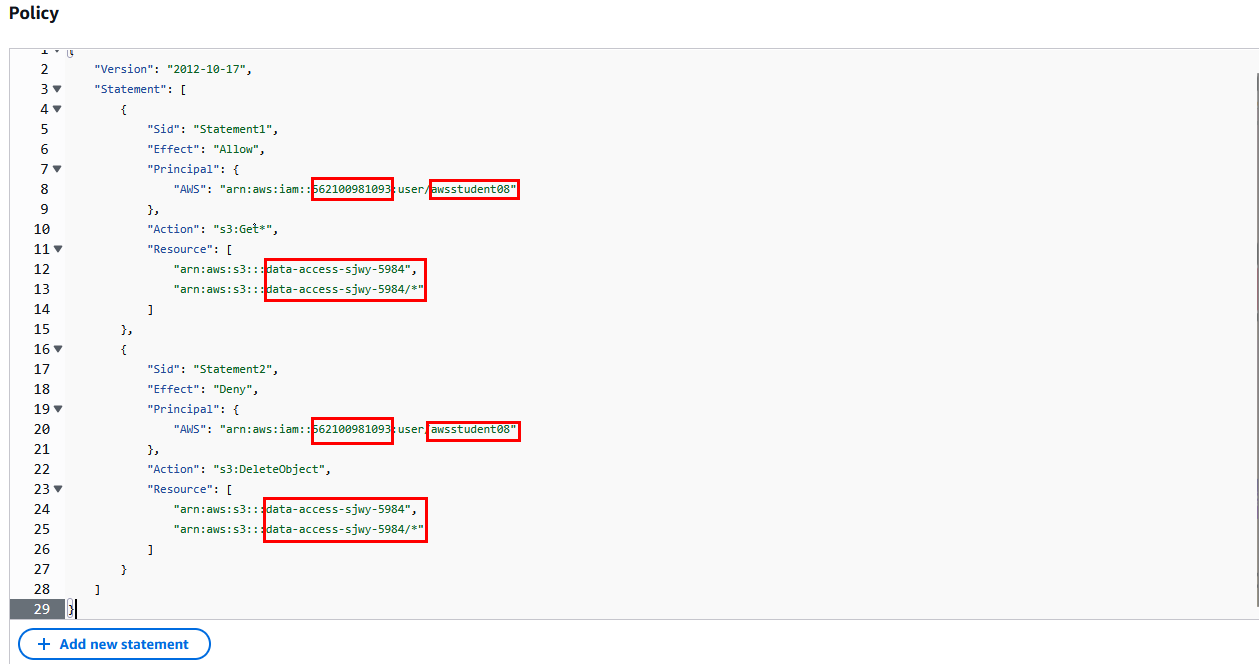 Policy
1 {
2 "Version": "2012-10-17",
3 "Statement": [
4 {
5 "Sid": "Statement1",
6 "Effect": "Allow",
7 "Principal": {
8 "AWS": "arn:aws:iam::562100981093:user/awsstudent08"
9 },
10 "Action": "s3:Get*",
11 "Resource": [
12 "arn:aws:s3:::data-access-sjwy-5984",
13 "arn:aws:s3:::data-access-sjwy-5984/*"
14 ]
15 },
16 {
17 "Sid": "Statement2",
18 "Effect": "Deny",
19 "Principal": {
20 "AWS": "arn:aws:iam::562100981093:user/awsstudent08"
21 },
22 "Action": "s3:DeleteObject",
23 "Resource": [
24 "arn:aws:s3:::data-access-sjwy-5984",
25 "arn:aws:s3:::data-access-sjwy-5984/*"
26 ]
27 }
28 ]
29 }
+ Add new statement